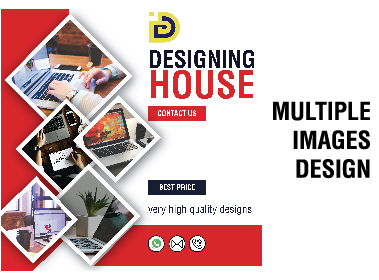 DESIGNING
HOUSE
CONTACT US
BEST PRICE
very high quality designs
MULTIPLE
IMAGES
DESIGN